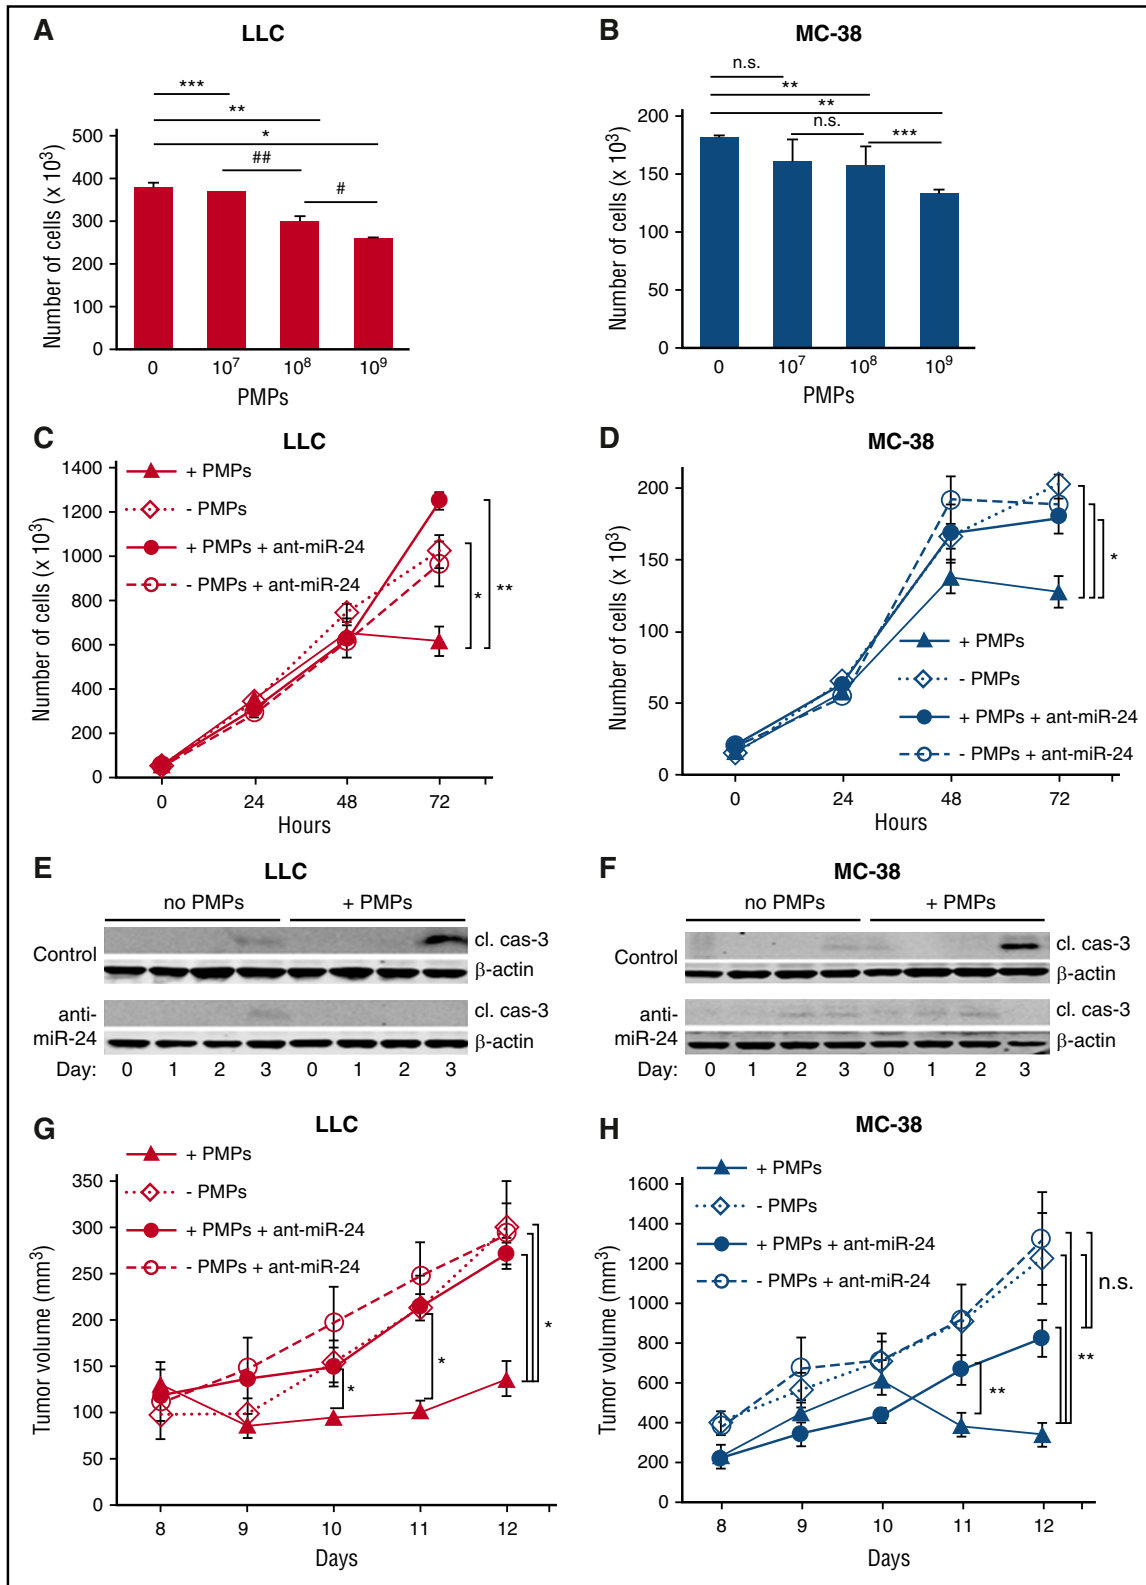 A
LLC
***
**
*
##
#
Number of cells (x 10³)
500
400
300
200
100
0
0 10⁷ 10⁸ 10⁹
PMPs
B
MC-38
n.s.
**
**
n.s.
***
Number of cells (x 10³)
200
150
100
50
0
0 10⁷ 10⁸ 10⁹
PMPs
C
LLC
+ PMPs
- PMPs
+ PMPs + ant-miR-24
- PMPs + ant-miR-24
* **
Number of cells (x 10³)
1400
1200
1000
800
600
400
200
0
0 24 48 72
Hours
D
MC-38
*
+ PMPs
- PMPs
+ PMPs + ant-miR-24
- PMPs + ant-miR-24
Number of cells (x 10³)
200
150
100
50
0
0 24 48 72
Hours
E
LLC
no PMPs + PMPs
Control
cl. cas-3
β-actin
anti-
miR-24
cl. cas-3
β-actin
Day: 0 1 2 3 0 1 2 3
F
MC-38
no PMPs + PMPs
Control
cl. cas-3
β-actin
anti-
miR-24
cl. cas-3
β-actin
Day: 0 1 2 3 0 1 2 3
G
LLC
+ PMPs
- PMPs
+ PMPs + ant-miR-24
- PMPs + ant-miR-24
*
*
*
Tumor volume (mm³)
350
300
250
200
150
100
50
0
8 9 10 11 12
Days
H
MC-38
+ PMPs
- PMPs
+ PMPs + ant-miR-24
- PMPs + ant-miR-24
n.s.
**
**
Tumor volume (mm³)
1600
1400
1200
1000
800
600
400
200
0
8 9 10 11 12
Days